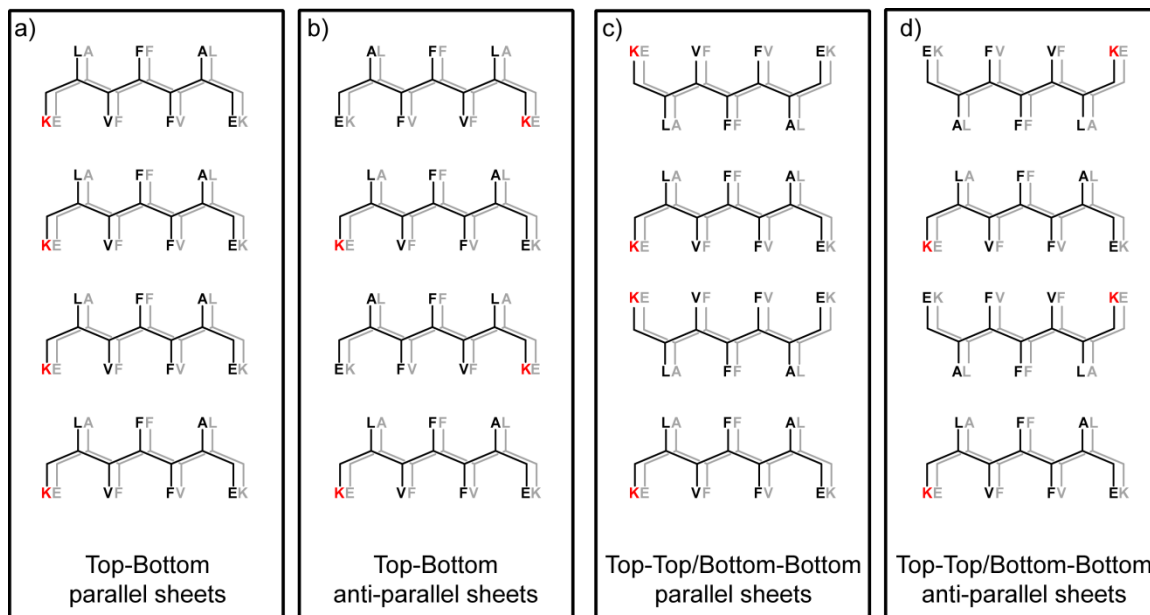 a)
LA FF AL
KE VF FV EK
LA FF AL
KE VF FV EK
LA FF AL
KE VF FV EK
LA FF AL
KE VF FV EK
Top-Bottom
parallel sheets
b)
AL FF LA
EK FV VF KE
LA FF AL
KE VF FV EK
AL FF LA
EK FV VF KE
LA FF AL
KE VF FV EK
Top-Bottom
anti-parallel sheets
c)
KE VF FV EK
LA FF AL
LA FF AL
KE VF FV EK
KE VF FV EK
LA FF AL
LA FF AL
KE VF FV EK
Top-Top/Bottom-Bottom
parallel sheets
d)
EK FV VF KE
AL FF LA
LA FF AL
KE VF FV EK
EK FV VF KE
AL FF LA
LA FF AL
KE VF FV EK
Top-Top/Bottom-Bottom
anti-parallel sheets